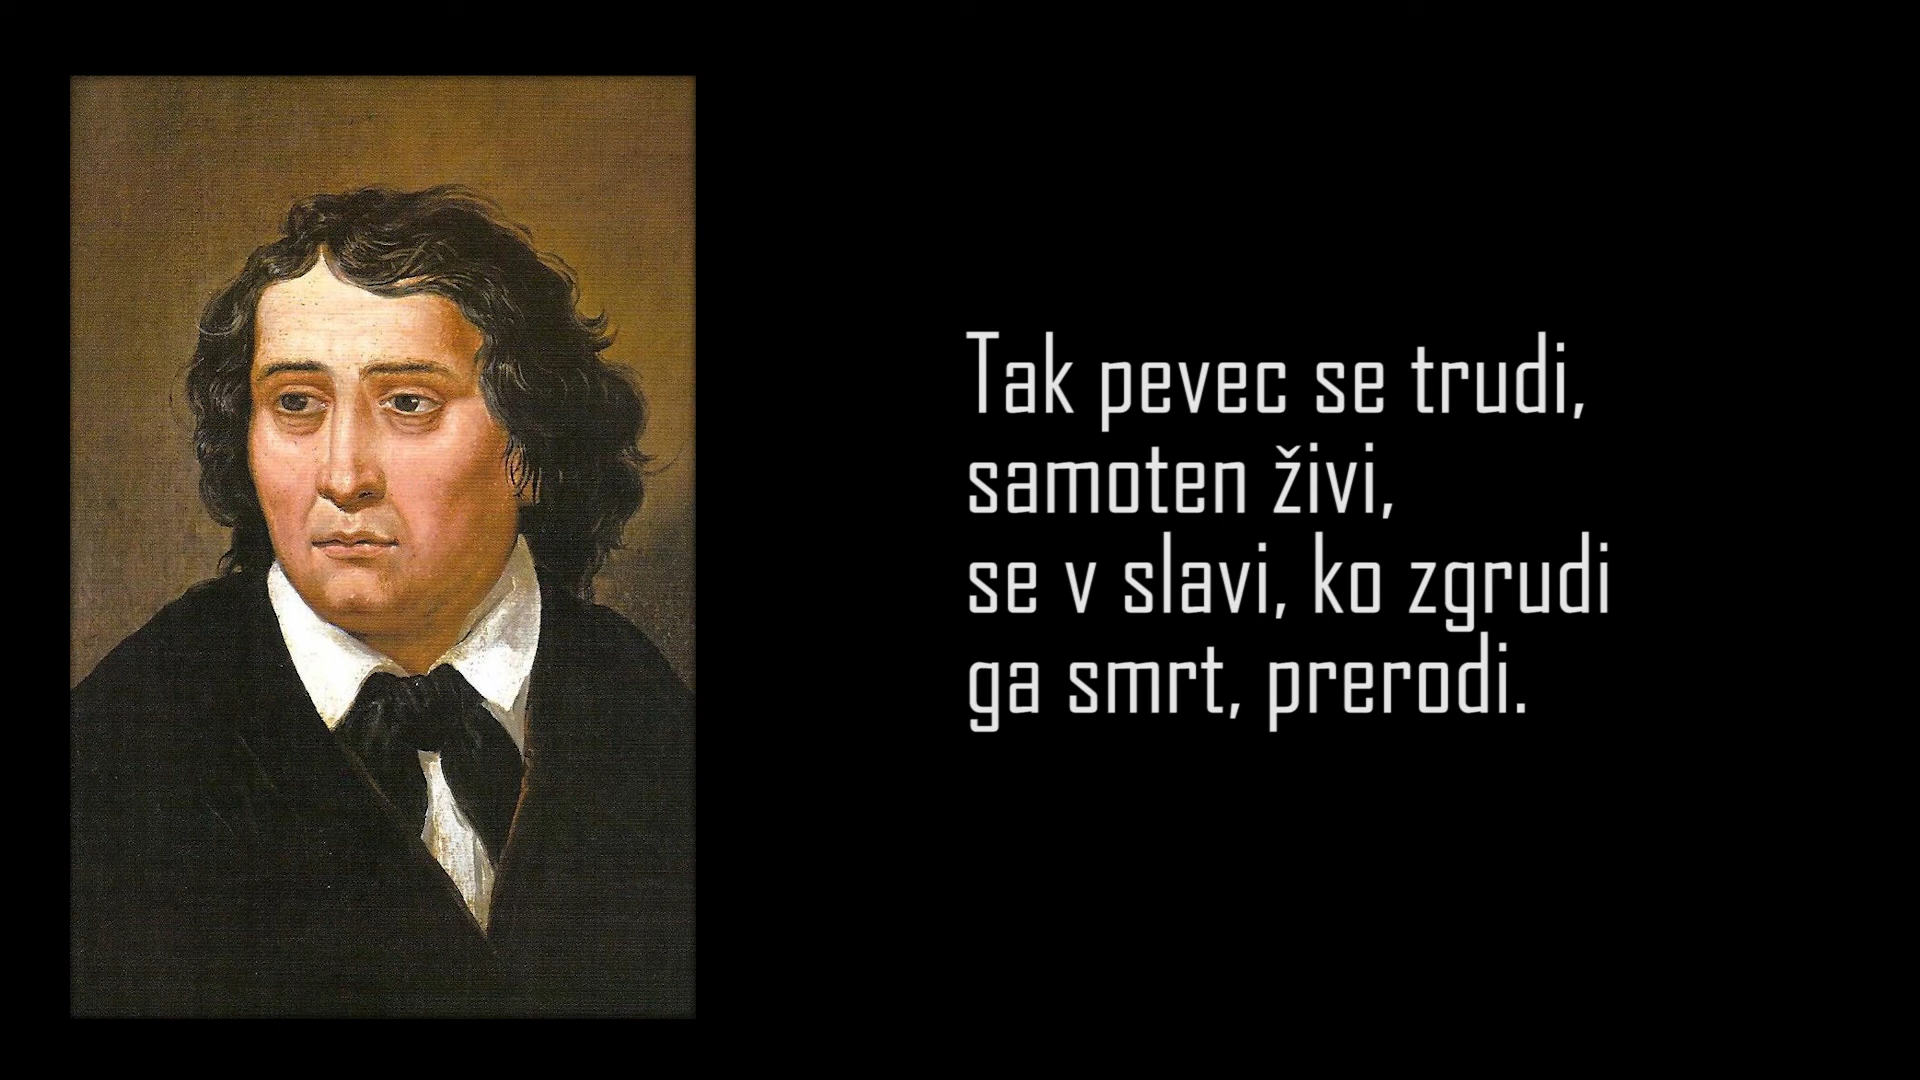 Tak pevec se trudi,
samoten živi,
se v slavi, ko zgrudi
ga smrt, prerodi.